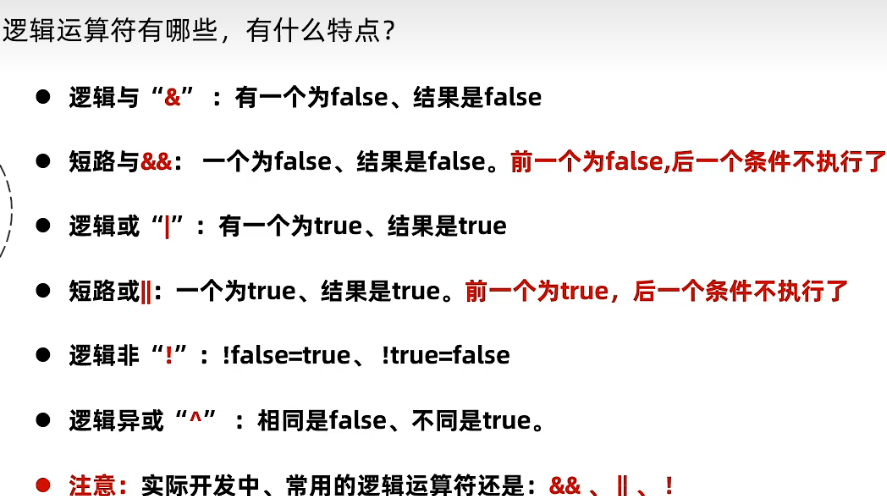 逻辑运算符有哪些，有什么特点？
● 逻辑与“&”：有一个为false、结果是false
● 短路与&&： 一个为false、结果是false。前一个为false,后一个条件不执行了
● 逻辑或“|”：有一个为true、结果是true
● 短路或||：一个为true、结果是true。前一个为true，后一个条件不执行了
● 逻辑非“!”：!false=true、 !true=false
● 逻辑异或“^” ：相同是false、不同是true。
● 注意：实际开发中、常用的逻辑运算符还是：&& 、|| 、 !